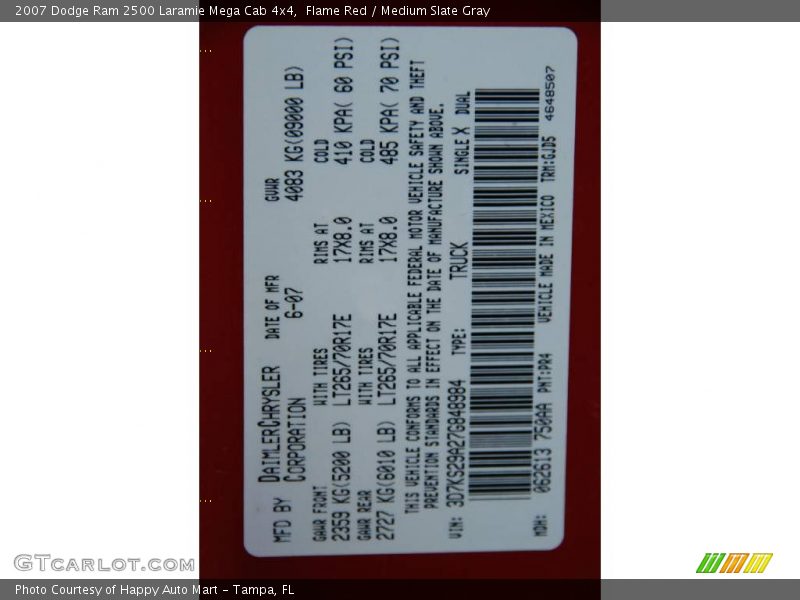 2007 Dodge Ram 2500 Laramie Mega Cab 4x4, Flame Red / Medium Slate Gray
MFD BY DAIMLERCHRYSLER CORPORATION DATE OF MFR 6-07 GVWR 4083 KG(09000 LB)
GAWR FRONT WITH TIRES RIMS AT COLD
2359 KG(5200 LB) LT265/70R17E 17X8.0 410 KPA( 60 PSI)
GAWR REAR WITH TIRES RIMS AT COLD
2727 KG(6010 LB) LT265/70R17E 17X8.0 485 KPA( 70 PSI)
THIS VEHICLE CONFORMS TO ALL APPLICABLE FEDERAL MOTOR VEHICLE SAFETY AND THEFT
PREVENTION STANDARDS IN EFFECT ON THE DATE OF MANUFACTURE SHOWN ABOVE.
VIN: 3D7KS29A27G848984 TYPE: TRUCK SINGLE X DUAL
MDH: 062613 750AA PNT:PR4 VEHICLE MADE IN MEXICO TRM:GJD5 4648507
GTCarLot.com
Photo Courtesy of Happy Auto Mart - Tampa, FL